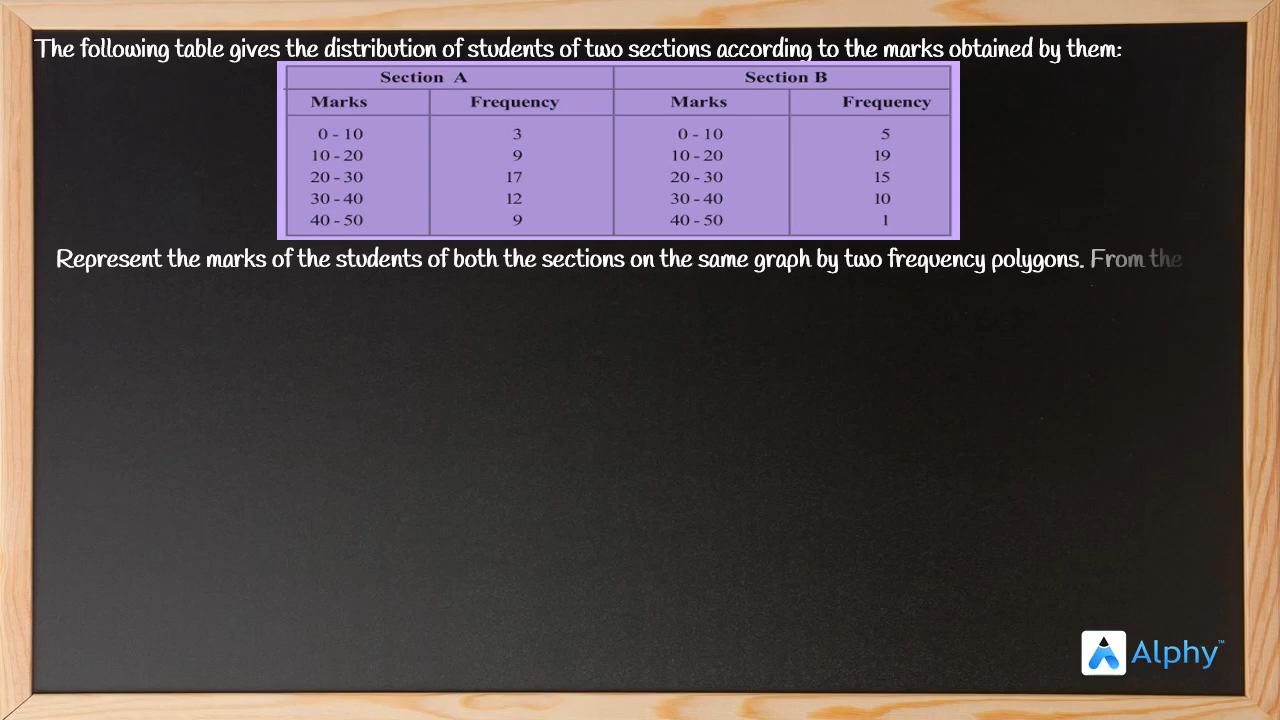 The following table gives the distribution of students of two sections according to the marks obtained by them:
Section A Section B
Marks Frequency Marks Frequency
0 - 10 3 0 - 10 5
10 - 20 9 10 - 20 19
20 - 30 17 20 - 30 15
30 - 40 12 30 - 40 10
40 - 50 9 40 - 50 1
Represent the marks of the students of both the sections on the same graph by two frequency polygons. From the
Alphy™